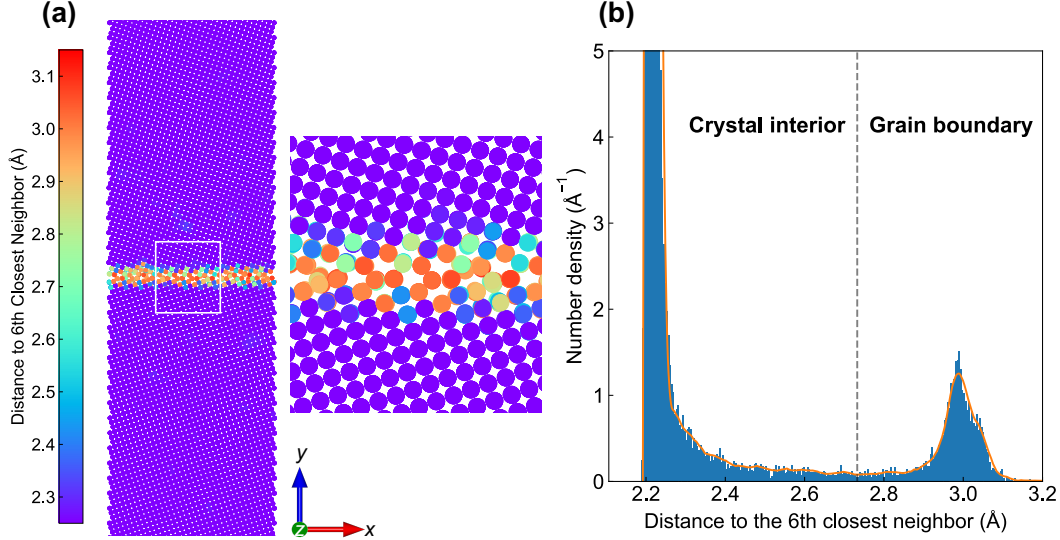 (a)
Distance to 6th Closest Neighbor (Å)
3.1
3.0
2.9
2.8
2.7
2.6
2.5
2.4
2.3
y
z
x
(b)
Number density (Å⁻¹)
5
4
3
2
1
0
Crystal interior
Grain boundary
2.2
2.4
2.6
2.8
3.0
3.2
Distance to the 6th closest neighbor (Å)